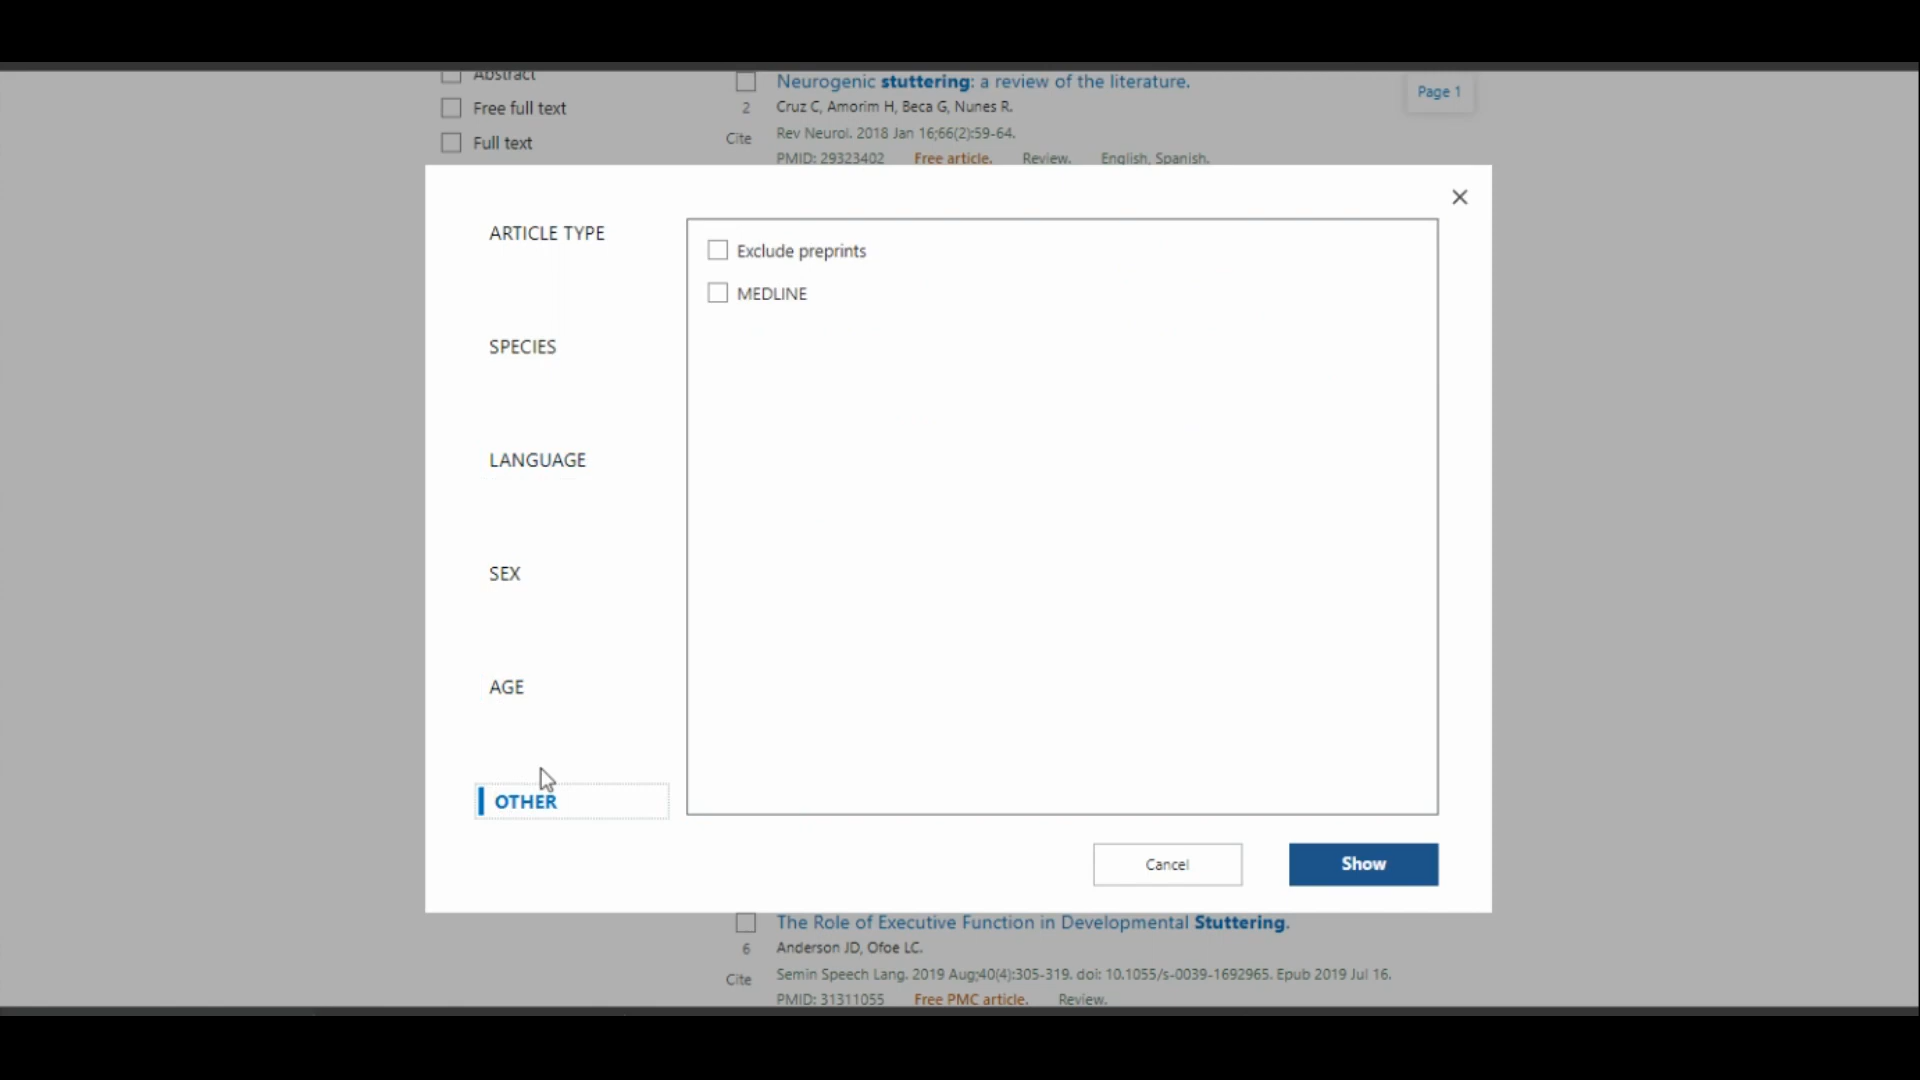 Abstract
Free full text
Full text
Neurogenic stuttering: a review of the literature.
2
Cruz C, Amorim H, Beca G, Nunes R.
Cite
Rev Neurol. 2018 Jan 16;66(2):59-64.
PMID: 29323402 Free article. Review. English, Spanish.
Page 1
ARTICLE TYPE
SPECIES
LANGUAGE
SEX
AGE
OTHER
Exclude preprints
MEDLINE
Cancel
Show
The Role of Executive Function in Developmental Stuttering.
6
Anderson JD, Ofoe LC.
Cite
Semin Speech Lang. 2019 Aug;40(4):305-319. doi: 10.1055/s-0039-1692965. Epub 2019 Jul 16.
PMID: 31311055 Free PMC article. Review.